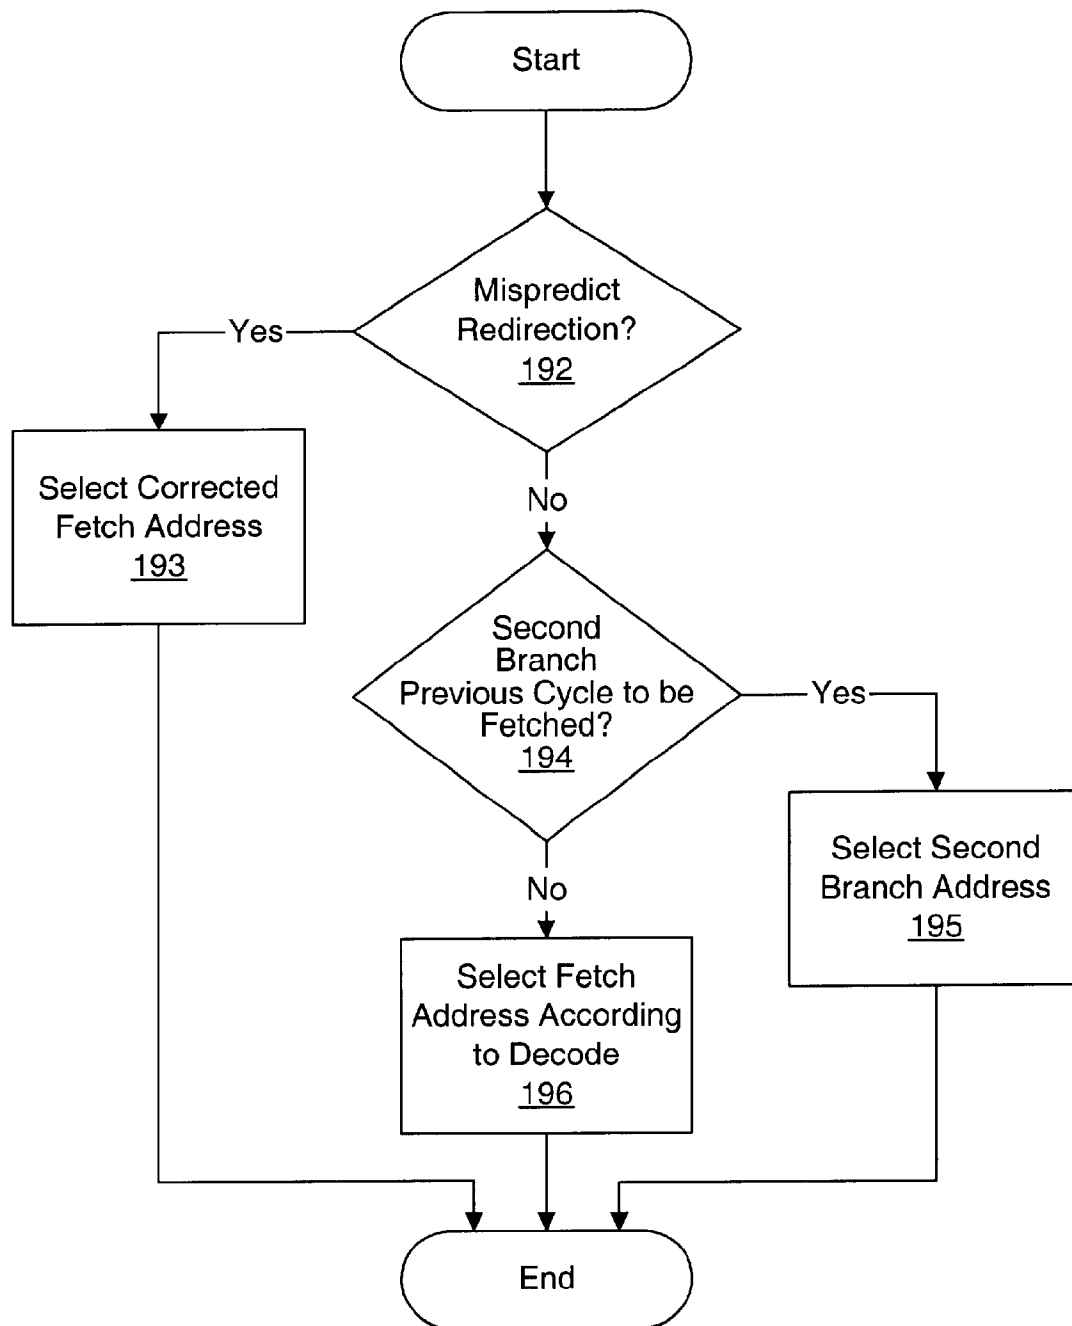 Start
Mispredict
Redirection?
192
Yes
No
Select Corrected
Fetch Address
193
Second
Branch
Previous Cycle to be
Fetched?
194
Yes
No
Select Second
Branch Address
195
Select Fetch
Address According
to Decode
196
End